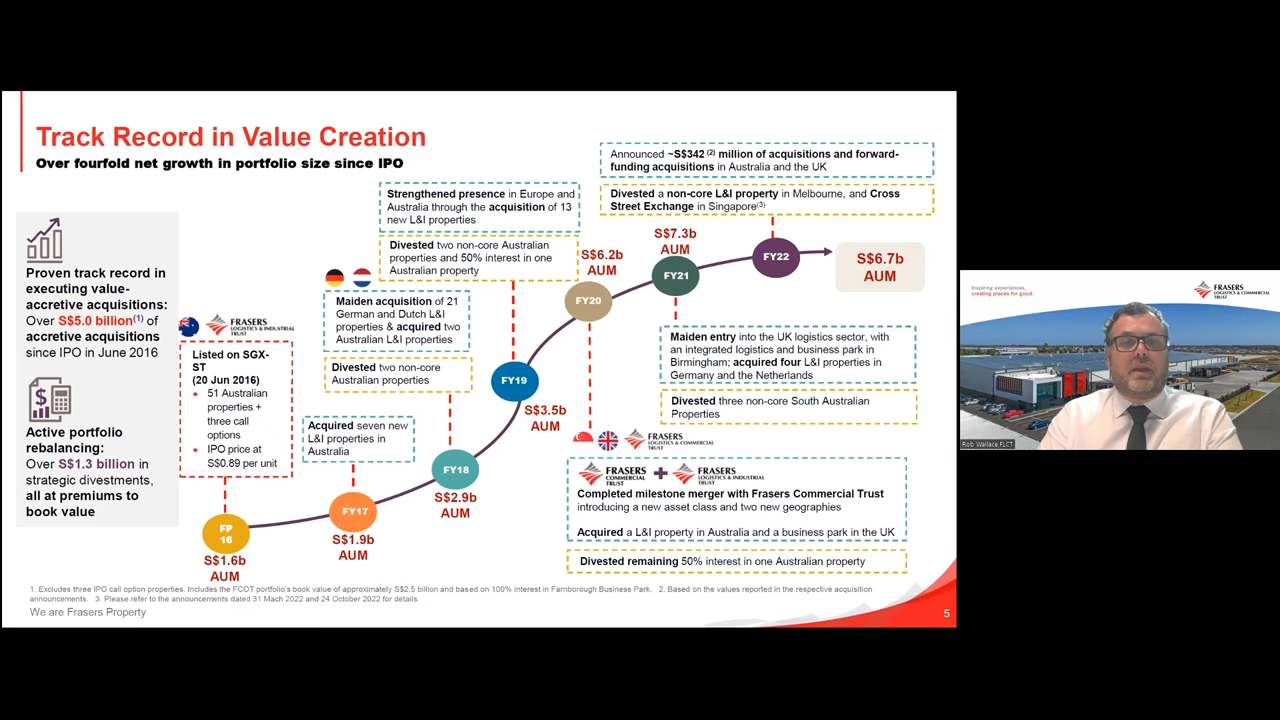 Track Record in Value Creation
Over fourfold net growth in portfolio size since IPO
Proven track record in
executing value-
accretive acquisitions:
Over S$5.0 billion(1) of
accretive acquisitions
since IPO in June 2016
Active portfolio
rebalancing:
Over S$1.3 billion in
strategic divestments,
all at premiums to
book value
FRASERS
LOGISTICS & INDUSTRIAL
TRUST
Listed on SGX-
ST
(20 Jun 2016)
51 Australian
properties +
three call
options
IPO price at
S$0.89 per unit
FP
16
S$1.6b
AUM
Acquired seven new
L&I properties in
Australia
FY17
S$1.9b
AUM
Maiden acquisition of 21
German and Dutch L&I
properties & acquired two
Australian L&I properties
Divested two non-core
Australian properties
FY18
S$2.9b
AUM
Strengthened presence in Europe and
Australia through the acquisition of 13
new L&I properties
Divested two non-core Australian
properties and 50% interest in one
Australian property
FY19
S$3.5b
AUM
S$6.2b
AUM
FY20
FRASERS
LOGISTICS & COMMERCIAL
TRUST
FRASERS
COMMERCIAL
TRUST
+
FRASERS
LOGISTICS & INDUSTRIAL
TRUST
Completed milestone merger with Frasers Commercial Trust
introducing a new asset class and two new geographies
Acquired a L&I property in Australia and a business park in the UK
Divested remaining 50% interest in one Australian property
S$7.3b
AUM
FY21
Maiden entry into the UK logistics sector, with
an integrated logistics and business park in
Birmingham; acquired four L&I properties in
Germany and the Netherlands
Divested three non-core South Australian
Properties
Announced ~S$342 (2) million of acquisitions and forward-
funding acquisitions in Australia and the UK
Divested a non-core L&I property in Melbourne, and Cross
Street Exchange in Singapore(3)
FY22
S$6.7b
AUM
1. Excludes three IPO call option properties. Includes the FCOT portfolio's book value of approximately S$2.5 billion and based on 100% interest in Farnborough Business Park. 2. Based on the values reported in the respective acquisition
announcements. 3. Please refer to the announcements dated 31 Mach 2022 and 24 October 2022 for details.
We are Frasers Property
5
Inspiring experiences,
creating places for good.
FRASERS
LOGISTICS & COMMERCIAL
TRUST
Rob Wallace,FLCT